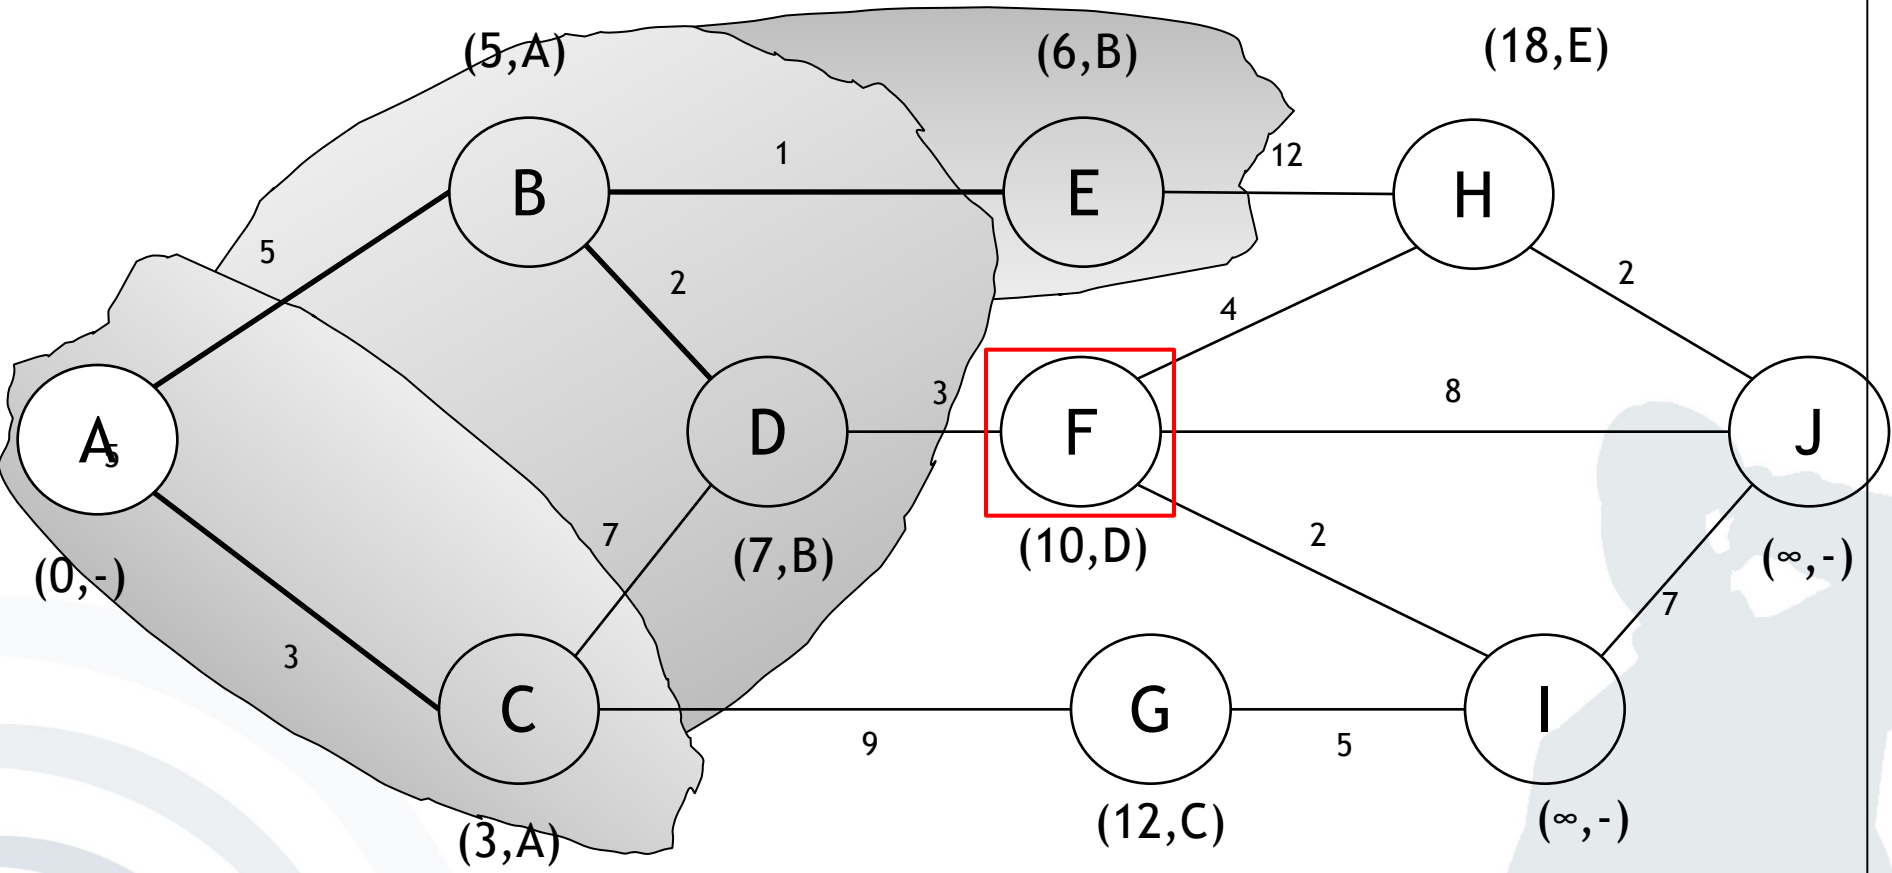 (5,A)
(6,B)
(18,E)
1
12
B
E
H
5
2
2
4
3
8
A
5
D
F
J
7
(7,B)
(10,D)
2
(∞,-)
(0,-)
7
3
C
G
I
9
5
(3,A)
(12,C)
(∞,-)